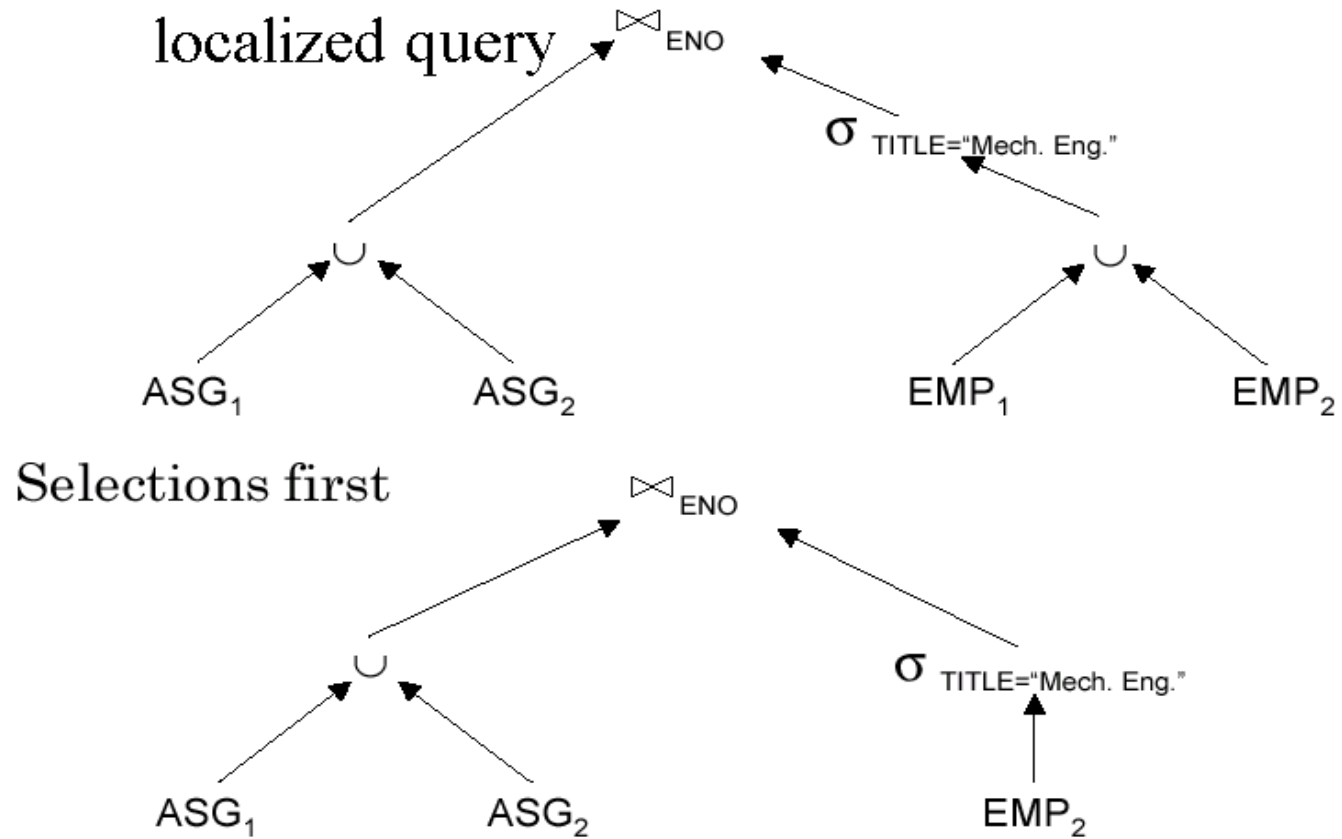 localized query
⋈ ENO
σ TITLE=“Mech. Eng.”
∪ ∪
ASG₁ ASG₂ EMP₁ EMP₂
Selections first
⋈ ENO
∪
σ TITLE=“Mech. Eng.”
ASG₁ ASG₂ EMP₂